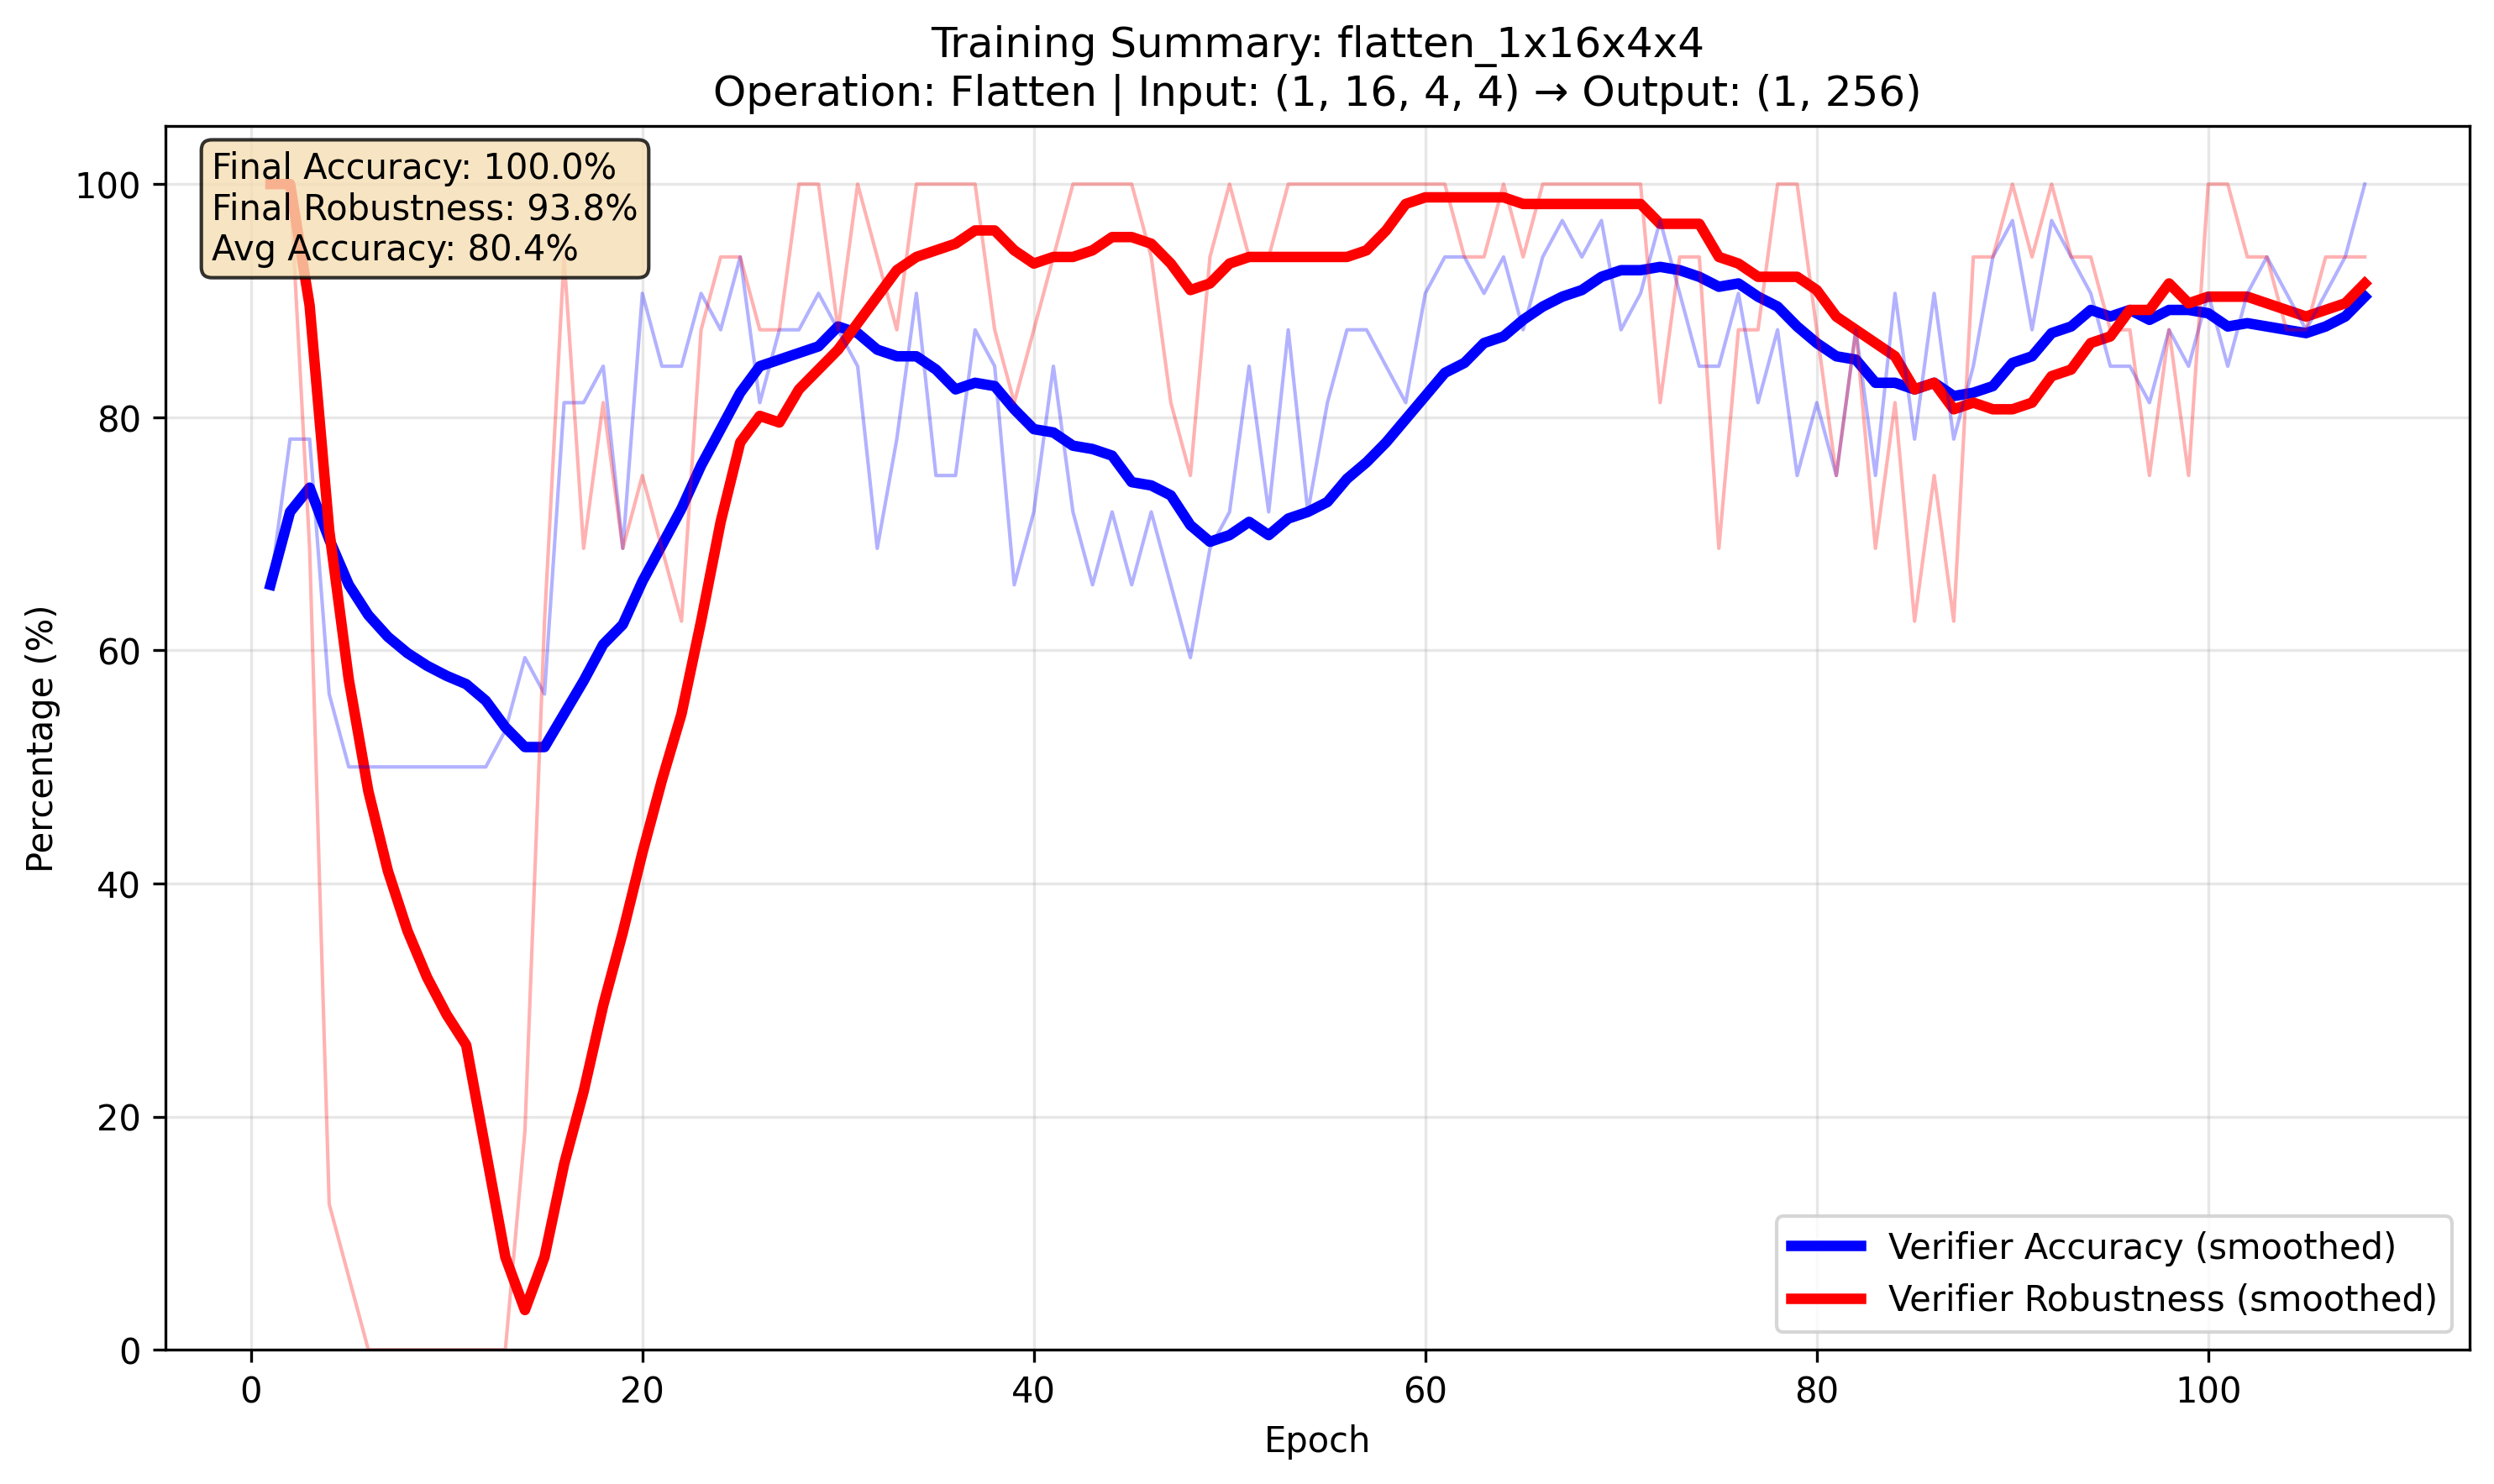 Training Summary: flatten_1x16x4x4
Operation: Flatten | Input: (1, 16, 4, 4) → Output: (1, 256)
Final Accuracy: 100.0%
Final Robustness: 93.8%
Avg Accuracy: 80.4%
100
80
60
40
20
0
Percentage (%)
Verifier Accuracy (smoothed)
Verifier Robustness (smoothed)
0 20 40 60 80 100
Epoch